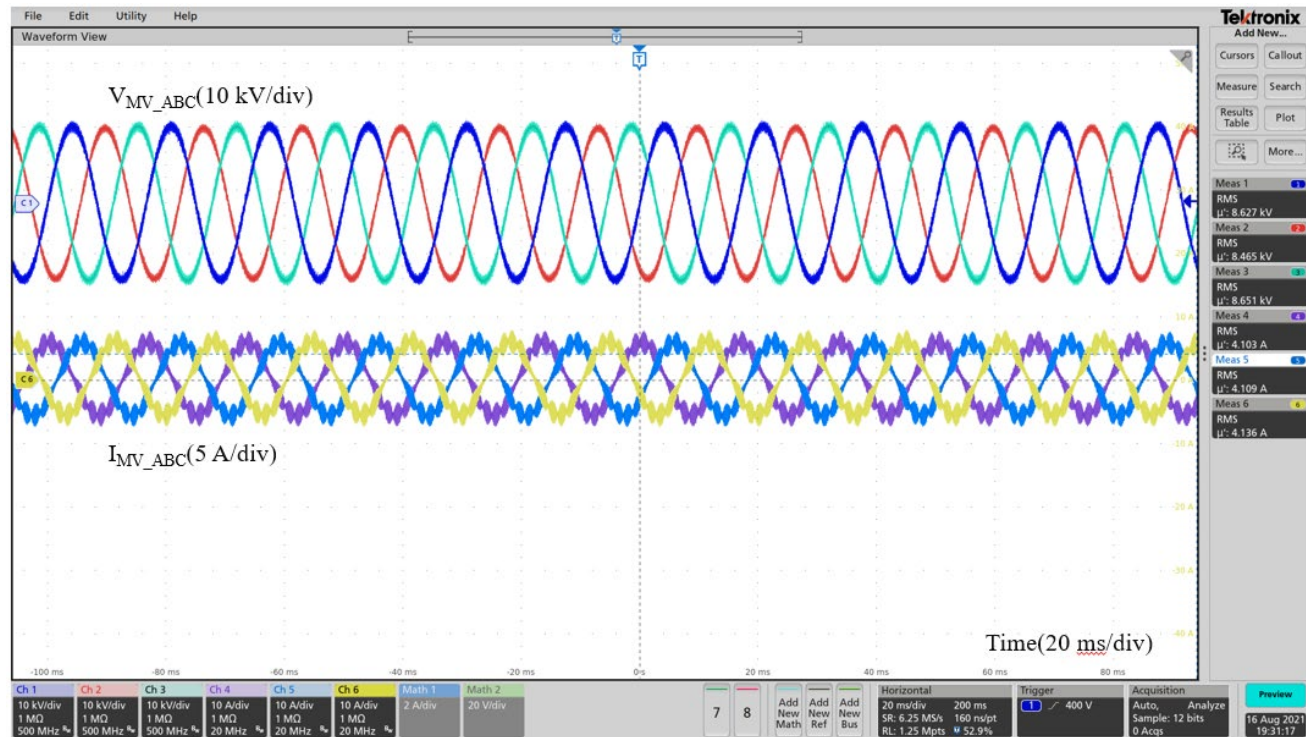 File Edit Utility Help
Tektronix
Waveform View
Add New...
Cursors Callout
Measure Search
Results Table Plot
More...
T
T
V_MV_ABC(10 kV/div)
C 1
C 6
I_MV_ABC(5 A/div)
10 A
-10 A
-20 A
-30 A
-40 A
Time(20 ms/div)
-100 ms -80 ms -60 ms -40 ms -20 ms 0 s 20 ms 40 ms 60 ms 80 ms
Meas 1 1
RMS
µ': 8.627 kV
Meas 2 2
RMS
µ': 8.465 kV
Meas 3 3
RMS
µ': 8.651 kV
Meas 4 4
RMS
µ': 4.103 A
Meas 5 5
RMS
µ': 4.109 A
Meas 6 6
RMS
µ': 4.136 A
Ch 1
10 kV/div
1 MΩ
500 MHz
Ch 2
10 kV/div
1 MΩ
500 MHz
Ch 3
10 kV/div
1 MΩ
500 MHz
Ch 4
10 A/div
1 MΩ
20 MHz
Ch 5
10 A/div
1 MΩ
20 MHz
Ch 6
10 A/div
1 MΩ
20 MHz
Math 1
2 A/div
Math 2
20 V/div
7
8
Add New Math
Add New Ref
Add New Bus
Horizontal
20 ms/div 200 ms
SR: 6.25 MS/s 160 ns/pt
RL: 1.25 Mpts 52.9%
Trigger
1 400 V
Acquisition
Auto, Analyze
Sample: 12 bits
0 Acqs
Preview
16 Aug 2021
19:31:17